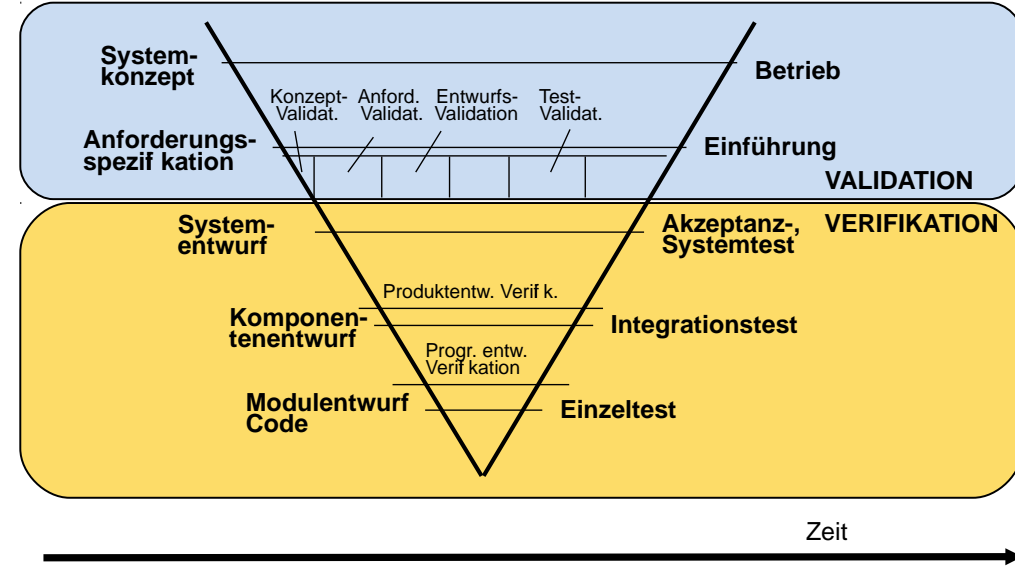 System-
konzept
Betrieb
Konzept-
Validat.
Anford.
Validat.
Entwurfs-
Validation
Test-
Validat.
Anforderungs-
spezif kation
Einführung
VALIDATION
System-
entwurf
Akzeptanz-,
Systemtest
VERIFIKATION
Produktentw. Verif k.
Komponen-
tenentwurf
Integrationstest
Progr. entw.
Verif kation
Modulentwurf
Code
Einzeltest
Zeit